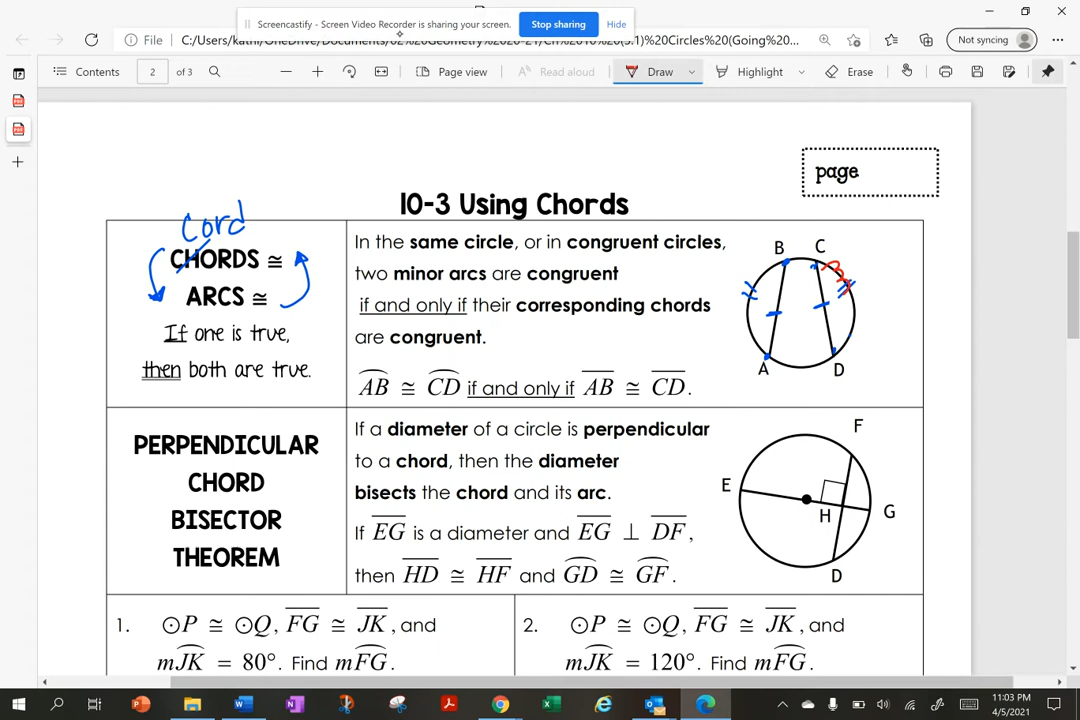 Screencastify - Screen Video Recorder is sharing your screen.
Stop sharing
Hide
File
C:/Users/kathi/OneDrive/Documents/02%20Geometry%2020-21/Ch%2010%20(3.1)%20Circles%20(Going%20...
Not syncing
Contents
2
of 3
Page view
Read aloud
Draw
Highlight
Erase
page
10-3 Using Chords
Cord
CHORDS ≅
ARCS ≅
If one is true,
then both are true.
In the same circle, or in congruent circles,
two minor arcs are congruent
if and only if their corresponding chords
are congruent.
AB ≅ CD if and only if AB ≅ CD.
B C
A D
PERPENDICULAR
CHORD
BISECTOR
THEOREM
If a diameter of a circle is perpendicular
to a chord, then the diameter
bisects the chord and its arc.
If EG is a diameter and EG ⊥ DF,
then HD ≅ HF and GD ≅ GF.
F
E
H
G
D
1. ⊙P ≅ ⊙Q, FG ≅ JK, and
mJK = 80°. Find mFG.
2. ⊙P ≅ ⊙Q, FG ≅ JK, and
mJK = 120°. Find mFG.
11:03 PM
4/5/2021